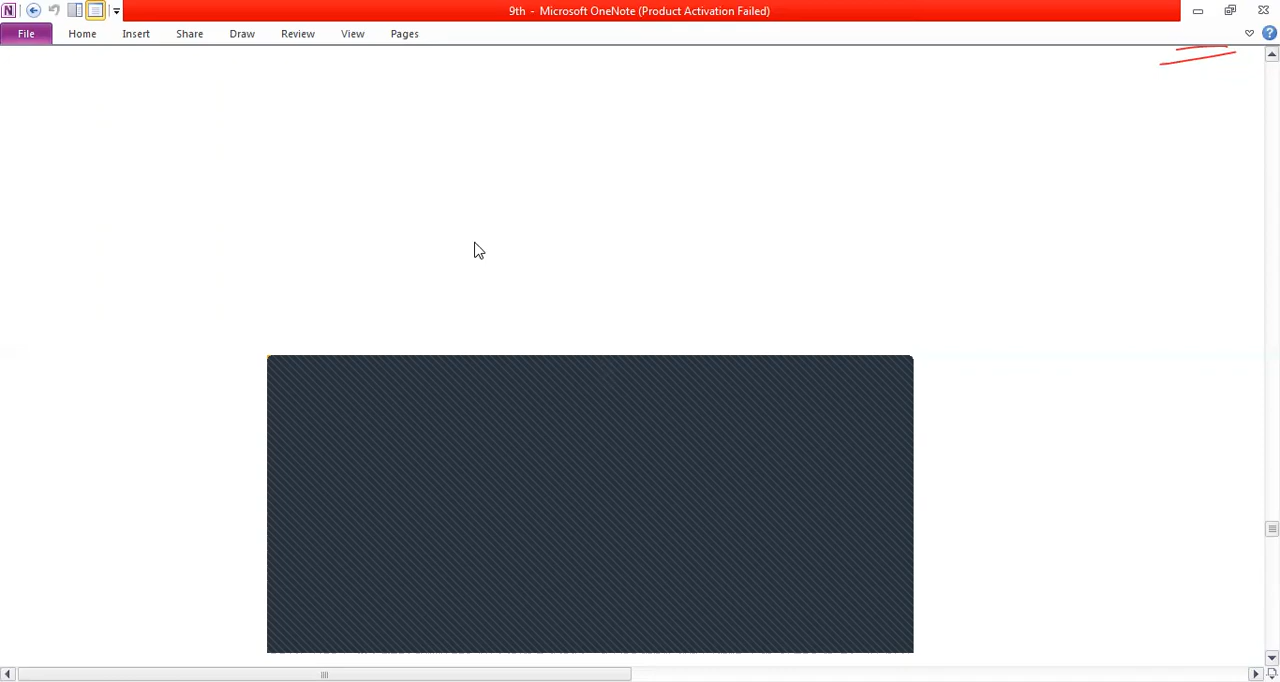 9th - Microsoft OneNote (Product Activation Failed)
File Home Insert Share Draw Review View Pages